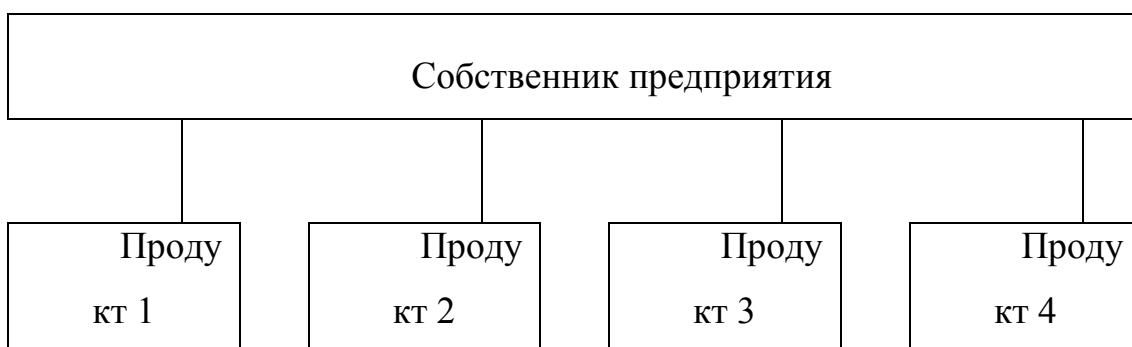 Собственник предприятия
Проду
кт 1
Проду
кт 2
Проду
кт 3
Проду
кт 4